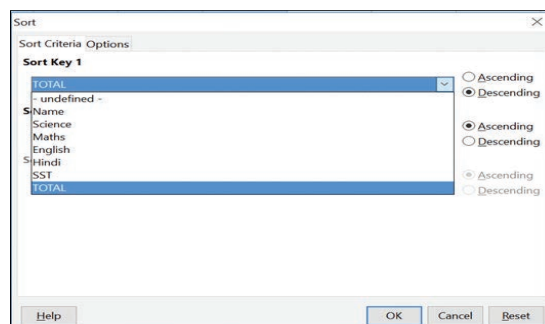 Sort
Sort Criteria Options
Sort Key 1
TOTAL
Ascending
Descending
- undefined -
Name
Science
Maths
English
Hindi
SST
TOTAL
Ascending
Descending
Ascending
Descending
Help OK Cancel Reset